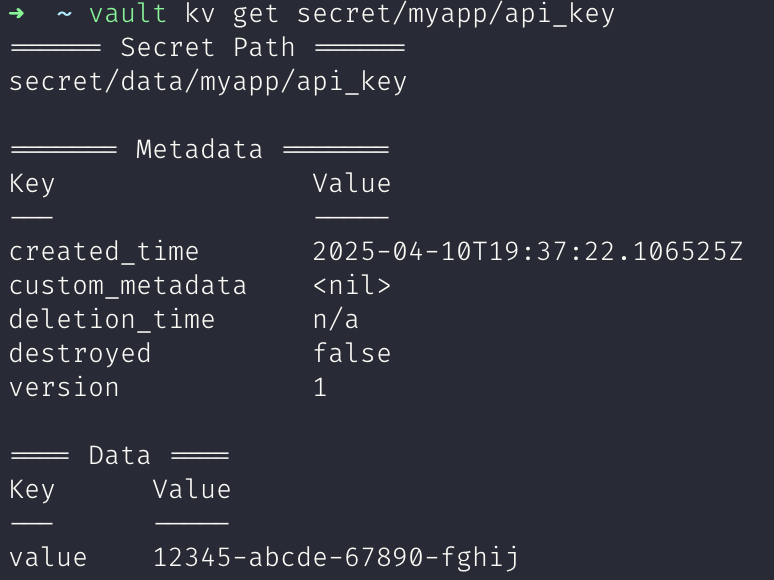 ➜  ~ vault kv get secret/myapp/api_key
====== Secret Path ======
secret/data/myapp/api_key

======= Metadata =======
Key                Value
---                -----
created_time       2025-04-10T19:37:22.106525Z
custom_metadata    <nil>
deletion_time      n/a
destroyed          false
version            1

==== Data ====
Key      Value
---      -----
value    12345-abcde-67890-fghij